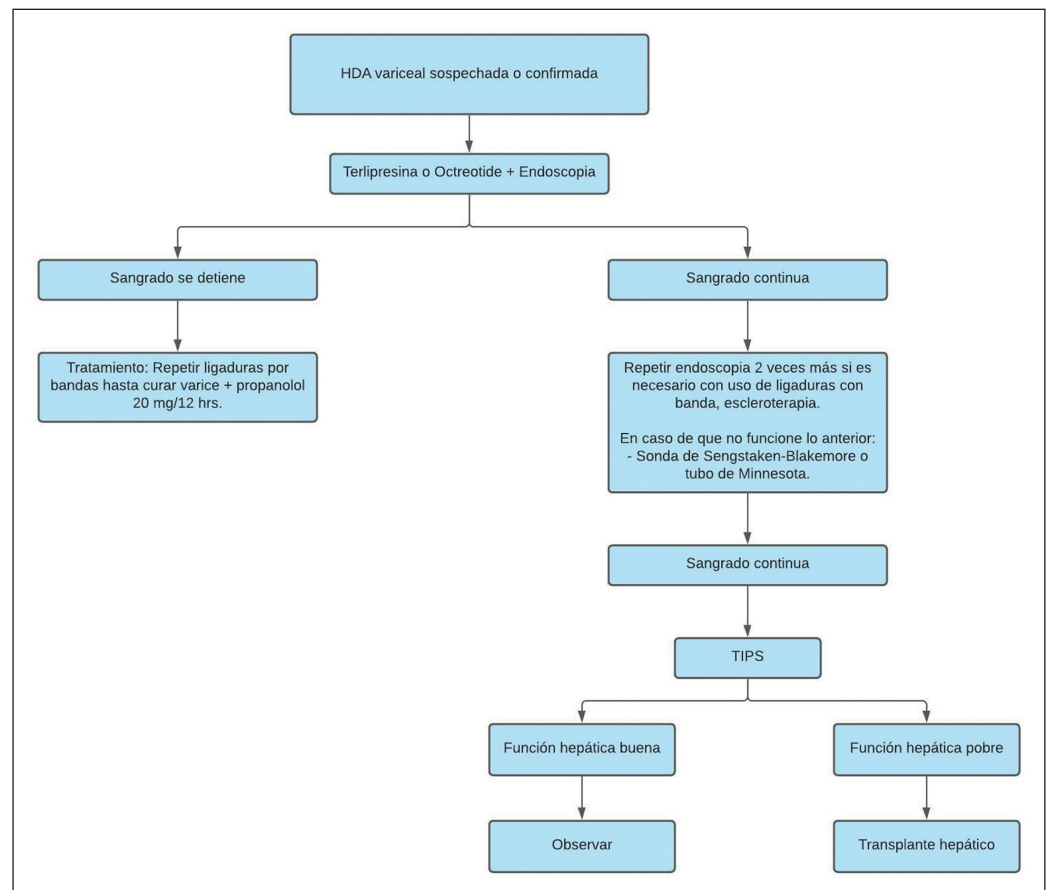 HDA variceal sospechada o confirmada
Terlipresina o Octreotide + Endoscopia
Sangrado se detiene
Sangrado continua
Tratamiento: Repetir ligaduras por
bandas hasta curar varice + propanolol
20 mg/12 hrs.
Repetir endoscopia 2 veces más si es
necesario con uso de ligaduras con
banda, escleroterapia.
En caso de que no funcione lo anterior:
- Sonda de Sengstaken-Blakemore o
tubo de Minnesota.
Sangrado continua
TIPS
Función hepática buena
Función hepática pobre
Observar
Transplante hepático